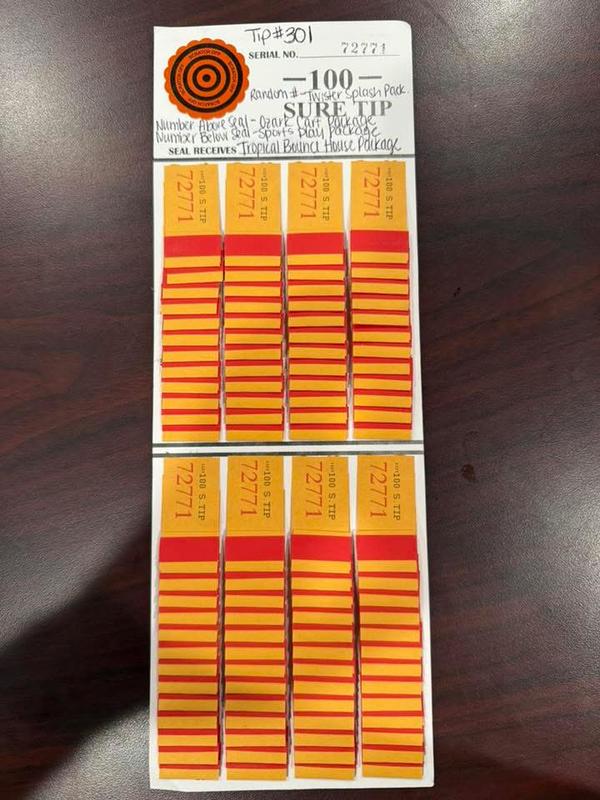 Tip #301
SERIAL NO. 72771
SCRATCH OFF
—100—
Random # - Twister Splash Pack.
SURE TIP
Number Above Seal - Ozark Cart Package
Number Below Seal - Sports Play Package
SEAL RECEIVES Tropical Bounce House Package
100 S. TIP 100 S. TIP 100 S. TIP 100 S. TIP
72771 72771 72771 72771
100 S. TIP 100 S. TIP 100 S. TIP 100 S. TIP
72771 72771 72771 72771